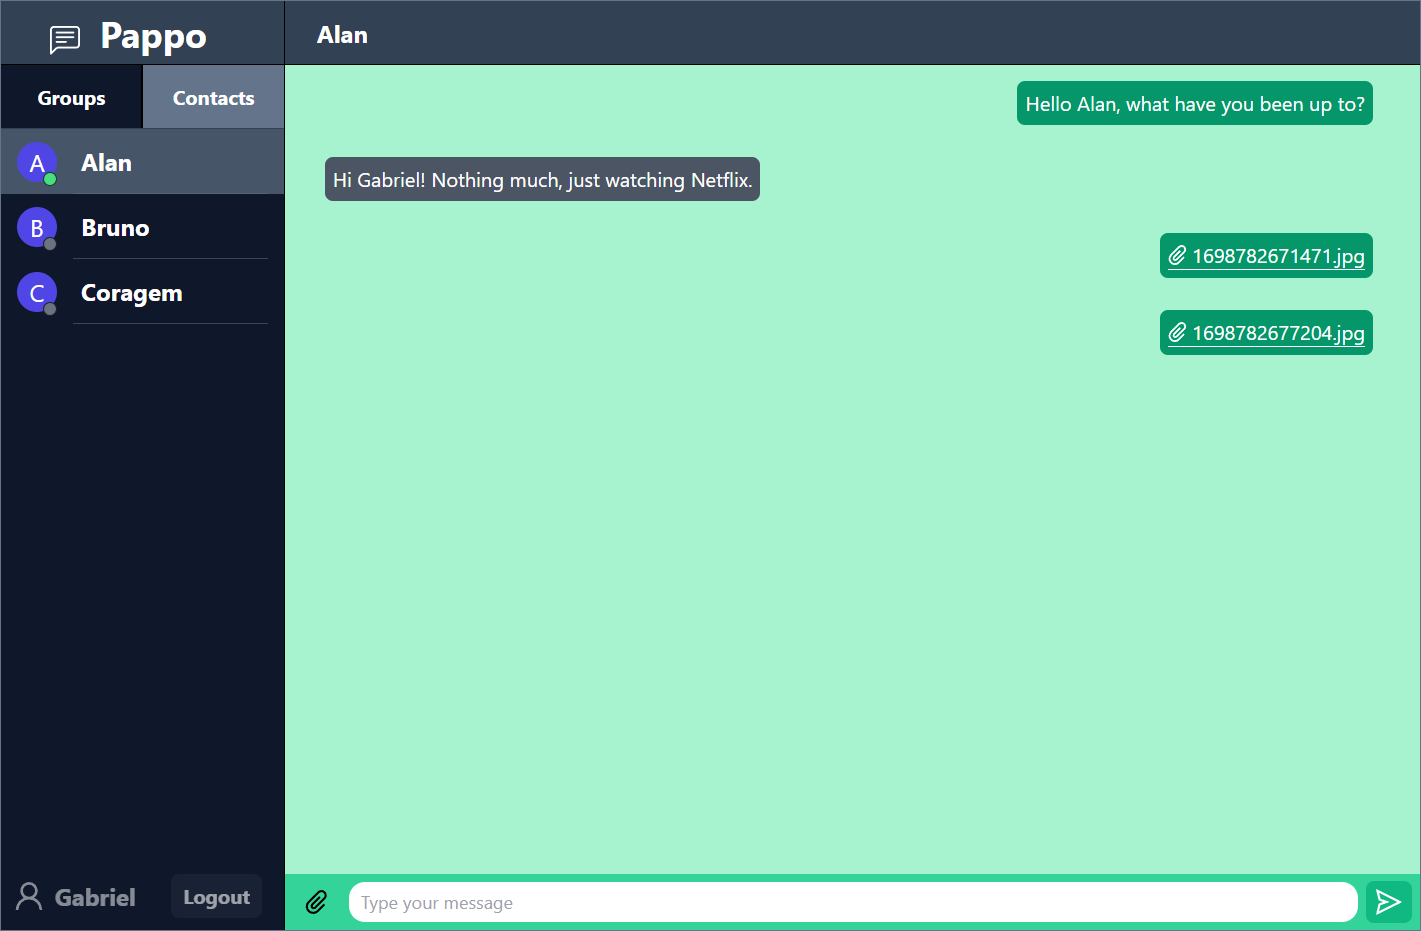 Pappo
Alan
Groups
Contacts
A
Alan
B
Bruno
C
Coragem
Hello Alan, what have you been up to?
Hi Gabriel! Nothing much, just watching Netflix.
1698782671471.jpg
1698782677204.jpg
Gabriel
Logout
Type your message